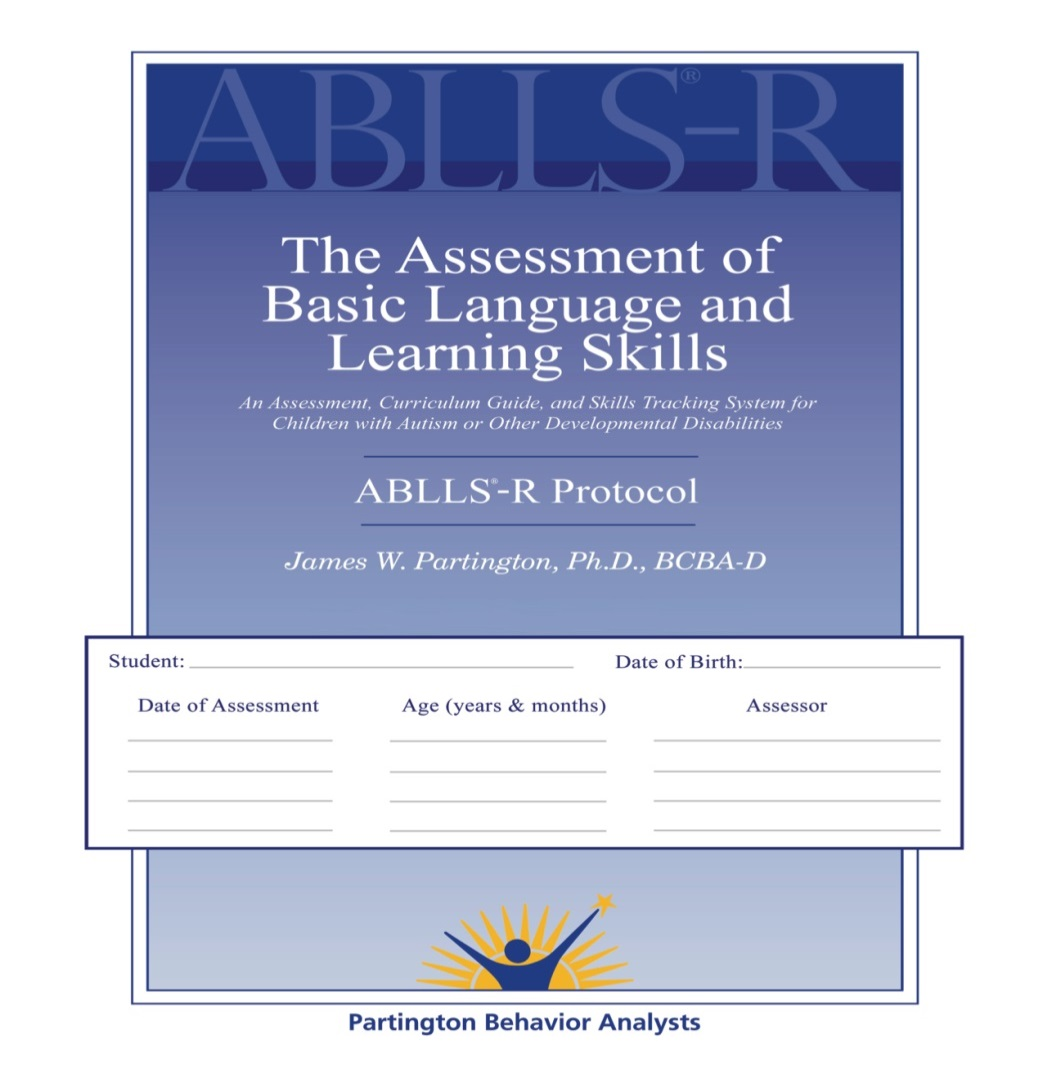 ABLLS®-R
The Assessment of
Basic Language and
Learning Skills
An Assessment, Curriculum Guide, and Skills Tracking System for
Children with Autism or Other Developmental Disabilities
ABLLS®-R Protocol
James W. Partington, Ph.D., BCBA-D
Student: Date of Birth:
Date of Assessment Age (years & months) Assessor
Partington Behavior Analysts